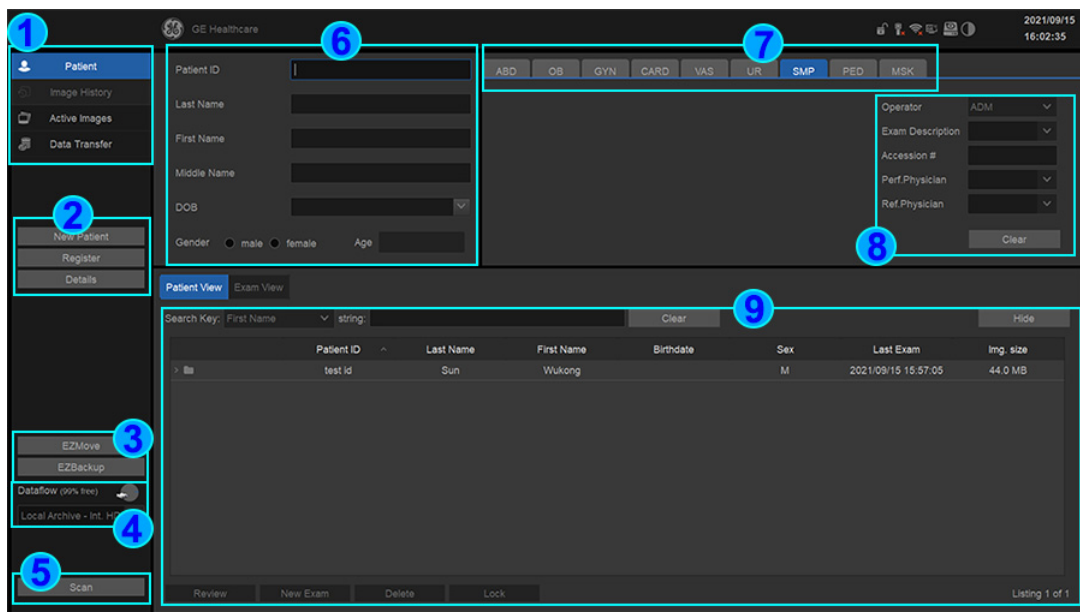 GE Healthcare
2021/09/15
16:02:35
1
Patient
Image History
Active Images
Data Transfer
2
New Patient
Register
Details
3
EZMove
EZBackup
Dataflow (99% free)
Local Archive - Int. H
4
5
Scan
6
Patient ID
Last Name
First Name
Middle Name
DOB
Gender male female Age
7
ABD OB GYN CARD VAS UR SMP PED MSK
Operator ADM
Exam Description
Accession #
Perf.Physician
Ref.Physician
8
Clear
Patient View Exam View
9
Search Key: First Name string: Clear Hide
Patient ID Last Name First Name Birthdate Sex Last Exam Img. size
test id Sun Wukong M 2021/09/15 15:57:05 44.0 MB
Review New Exam Delete Lock Listing 1 of 1